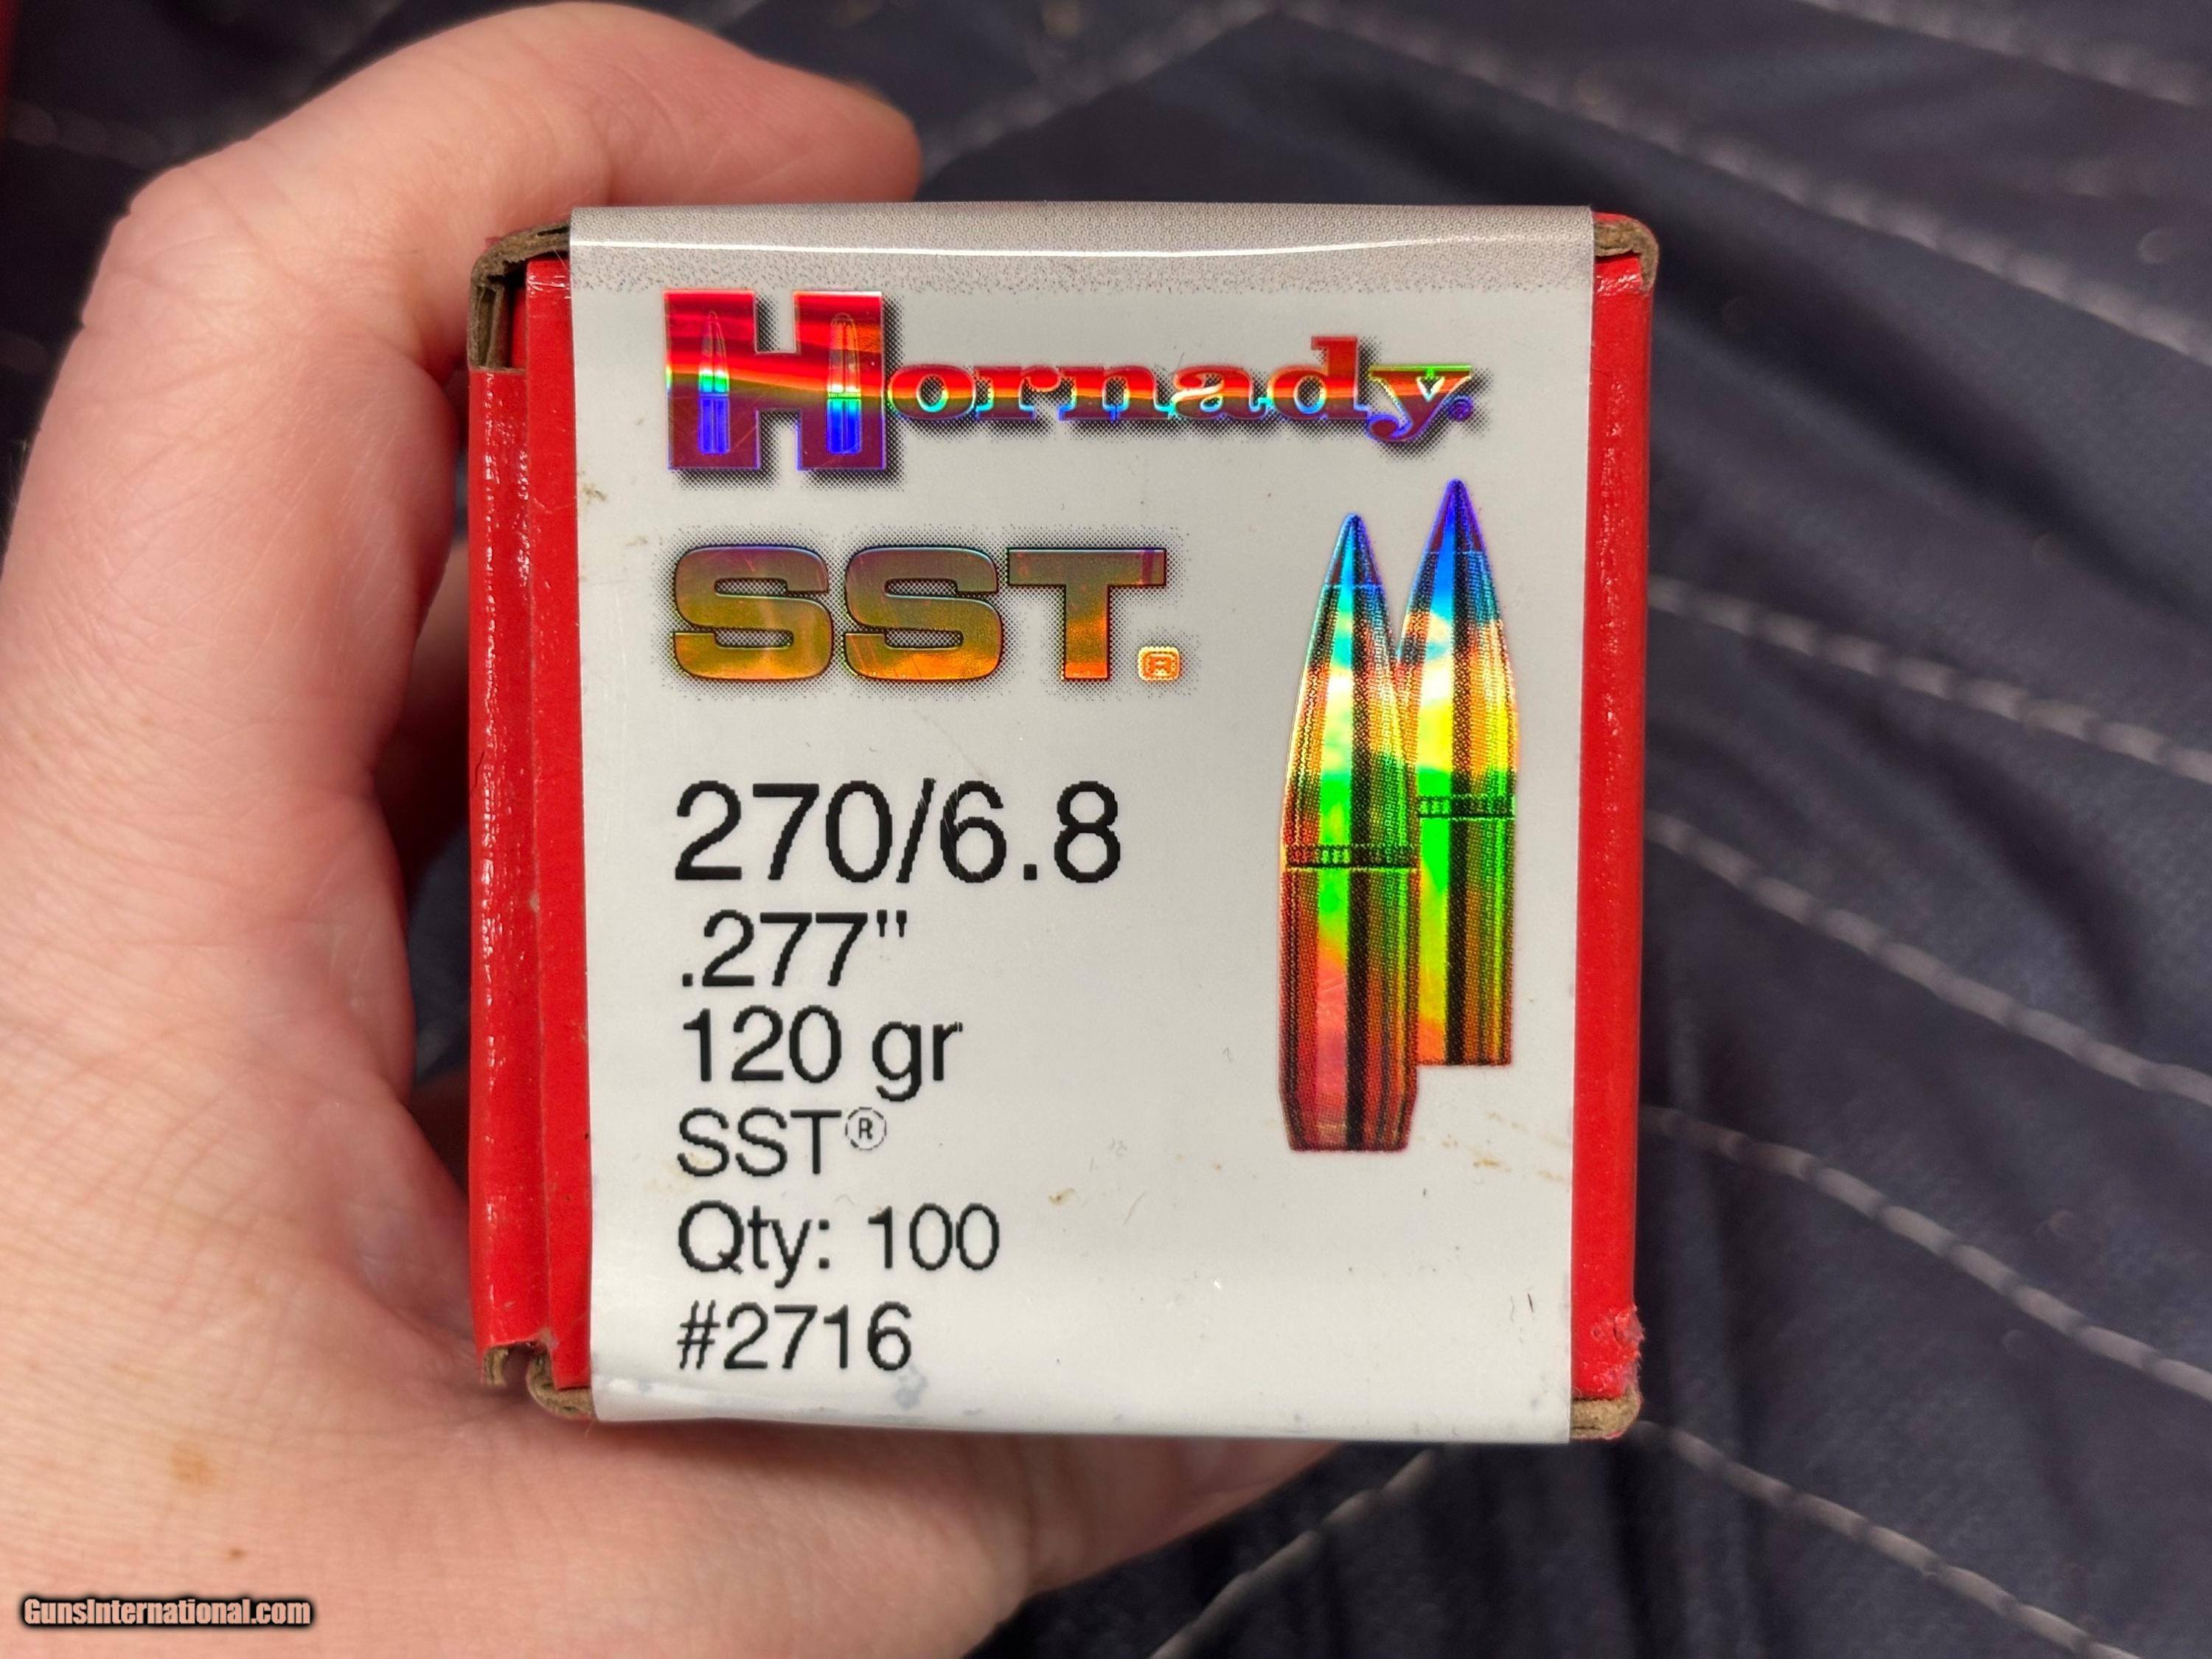 Hornady®
SST®
270/6.8
.277"
120 gr
SST®
Qty: 100
#2716
GunsInternational.com